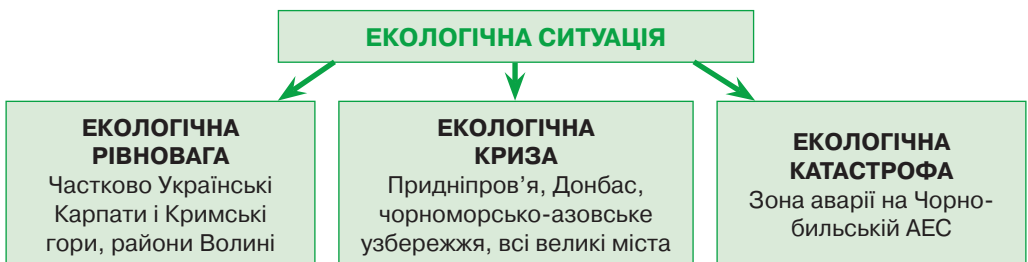 ЕКОЛОГІЧНА СИТУАЦІЯ
ЕКОЛОГІЧНА
РІВНОВАГА
Частково Українські
Карпати і Кримські
гори, райони Волині
ЕКОЛОГІЧНА
КРИЗА
Придніпров’я, Донбас,
чорноморсько-азовське
узбережжя, всі великі міста
ЕКОЛОГІЧНА
КАТАСТРОФА
Зона аварії на Чорно-
бильській АЕС